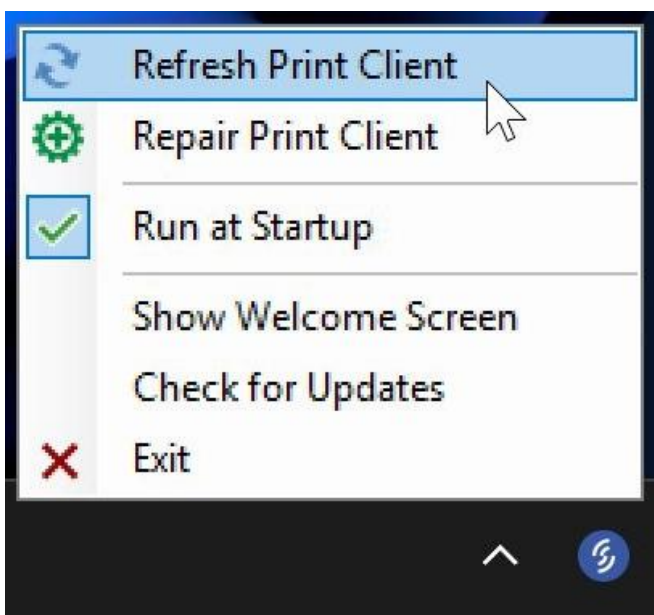 Refresh Print Client
Repair Print Client
Run at Startup
Show Welcome Screen
Check for Updates
Exit